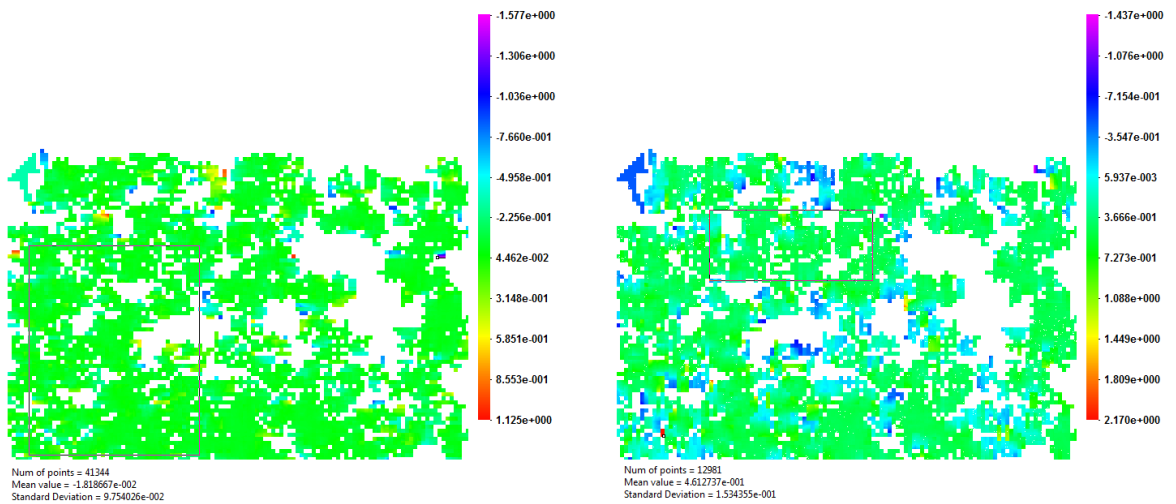 -1.577e+000
-1.306e+000
-1.036e+000
-7.660e-001
-4.958e-001
-2.256e-001
4.462e-002
3.148e-001
5.851e-001
8.553e-001
1.125e+000
Num of points = 41344
Mean value = -1.818667e-002
Standard Deviation = 9.754026e-002
-1.437e+000
-1.076e+000
-7.154e-001
-3.547e-001
5.937e-003
3.666e-001
7.273e-001
1.088e+000
1.449e+000
1.809e+000
2.170e+000
Num of points = 12981
Mean value = 4.612737e-001
Standard Deviation = 1.534355e-001